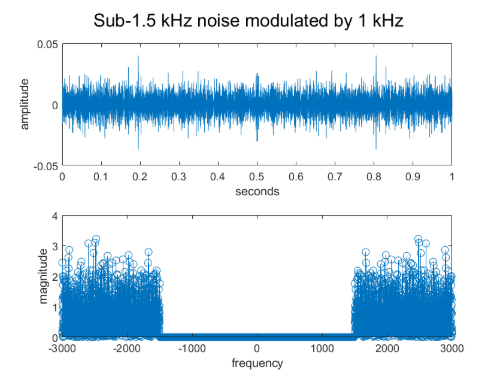 Sub-1.5 kHz noise modulated by 1 kHz
0.05
0
-0.05
amplitude
0 0.1 0.2 0.3 0.4 0.5 0.6 0.7 0.8 0.9 1
seconds
4
3
2
1
0
magnitude
-3000 -2000 -1000 0 1000 2000 3000
frequency